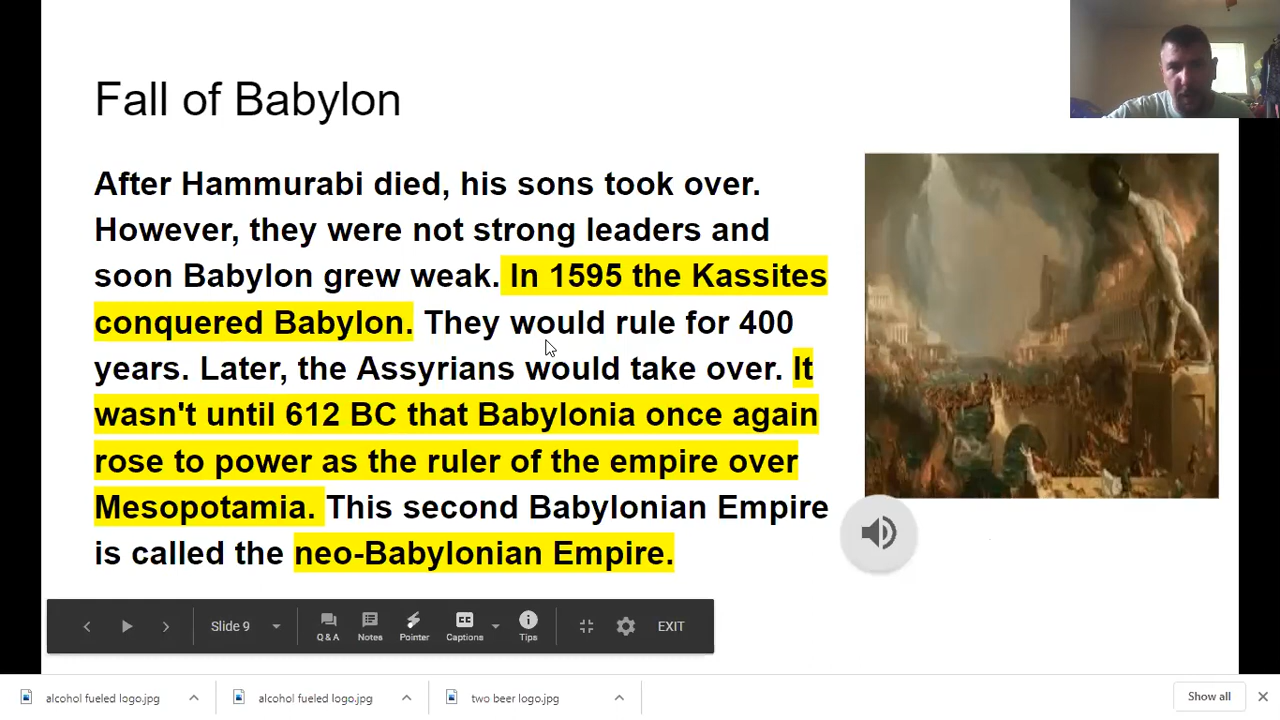 Fall of Babylon
After Hammurabi died, his sons took over.
However, they were not strong leaders and
soon Babylon grew weak. In 1595 the Kassites
conquered Babylon. They would rule for 400
years. Later, the Assyrians would take over. It
wasn't until 612 BC that Babylonia once again
rose to power as the ruler of the empire over
Mesopotamia. This second Babylonian Empire
is called the neo-Babylonian Empire.
Slide 9
Q & A
Notes
Pointer
CC
Captions
Tips
EXIT
alcohol fueled logo.jpg
alcohol fueled logo.jpg
two beer logo.jpg
Show all